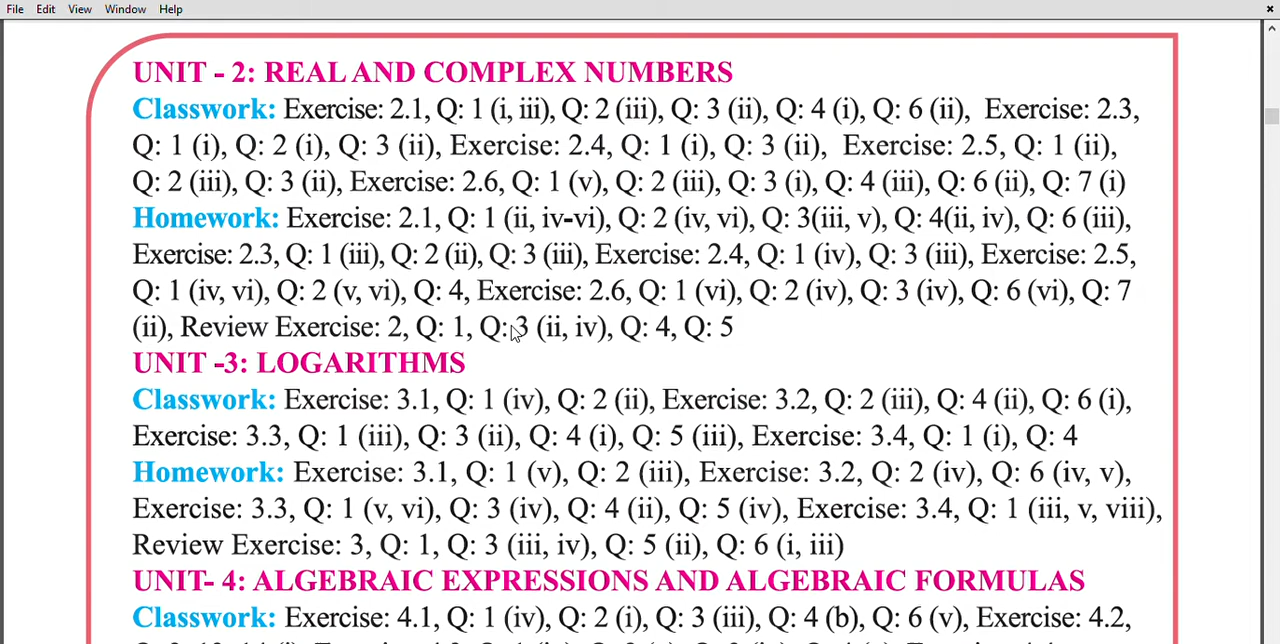 File Edit View Window Help
UNIT - 2: REAL AND COMPLEX NUMBERS
Classwork: Exercise: 2.1, Q: 1 (i, iii), Q: 2 (iii), Q: 3 (ii), Q: 4 (i), Q: 6 (ii), Exercise: 2.3,
Q: 1 (i), Q: 2 (i), Q: 3 (ii), Exercise: 2.4, Q: 1 (i), Q: 3 (ii), Exercise: 2.5, Q: 1 (ii),
Q: 2 (iii), Q: 3 (ii), Exercise: 2.6, Q: 1 (v), Q: 2 (iii), Q: 3 (i), Q: 4 (iii), Q: 6 (ii), Q: 7 (i)
Homework: Exercise: 2.1, Q: 1 (ii, iv-vi), Q: 2 (iv, vi), Q: 3(iii, v), Q: 4(ii, iv), Q: 6 (iii),
Exercise: 2.3, Q: 1 (iii), Q: 2 (ii), Q: 3 (iii), Exercise: 2.4, Q: 1 (iv), Q: 3 (iii), Exercise: 2.5,
Q: 1 (iv, vi), Q: 2 (v, vi), Q: 4, Exercise: 2.6, Q: 1 (vi), Q: 2 (iv), Q: 3 (iv), Q: 6 (vi), Q: 7
(ii), Review Exercise: 2, Q: 1, Q: 3 (ii, iv), Q: 4, Q: 5
UNIT -3: LOGARITHMS
Classwork: Exercise: 3.1, Q: 1 (iv), Q: 2 (ii), Exercise: 3.2, Q: 2 (iii), Q: 4 (ii), Q: 6 (i),
Exercise: 3.3, Q: 1 (iii), Q: 3 (ii), Q: 4 (i), Q: 5 (iii), Exercise: 3.4, Q: 1 (i), Q: 4
Homework: Exercise: 3.1, Q: 1 (v), Q: 2 (iii), Exercise: 3.2, Q: 2 (iv), Q: 6 (iv, v),
Exercise: 3.3, Q: 1 (v, vi), Q: 3 (iv), Q: 4 (ii), Q: 5 (iv), Exercise: 3.4, Q: 1 (iii, v, viii),
Review Exercise: 3, Q: 1, Q: 3 (iii, iv), Q: 5 (ii), Q: 6 (i, iii)
UNIT- 4: ALGEBRAIC EXPRESSIONS AND ALGEBRAIC FORMULAS
Classwork: Exercise: 4.1, Q: 1 (iv), Q: 2 (i), Q: 3 (iii), Q: 4 (b), Q: 6 (v), Exercise: 4.2,